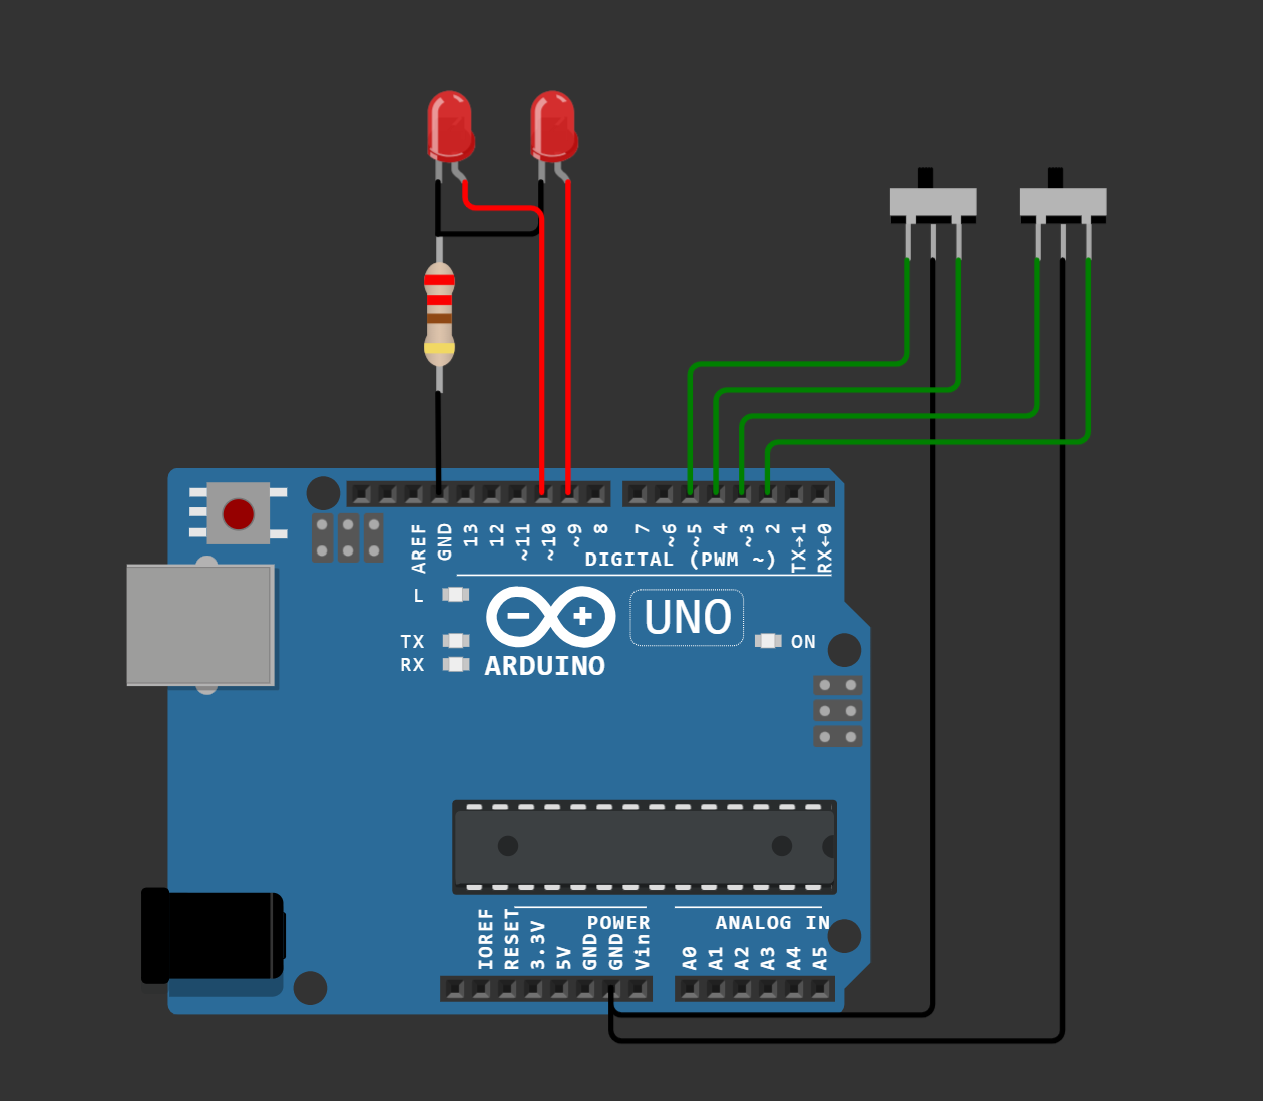 AREF
GND
13
12
~11
~10
~9
8
7
~6
~5
4
~3
2
TX→1
RX←0
DIGITAL (PWM ~)
L
TX
RX
ARDUINO
UNO
ON
IOREF
RESET
3.3V
5V
GND
GND
Vin
POWER
ANALOG IN
A0
A1
A2
A3
A4
A5